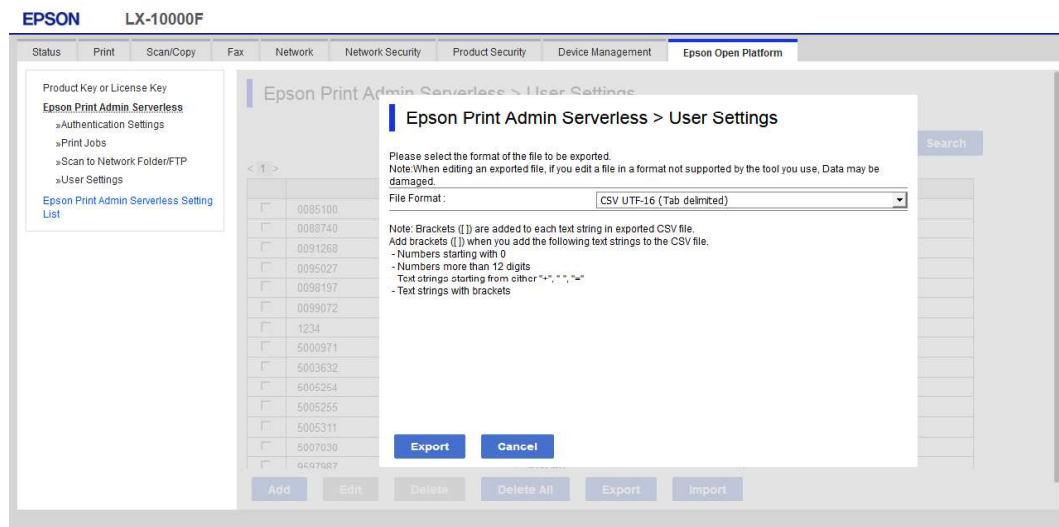 EPSON LX-10000F
Status Print Scan/Copy Fax Network Network Security Product Security Device Management Epson Open Platform
Product Key or License Key
Epson Print Admin Serverless
»Authentication Settings
»Print Jobs
»Scan to Network Folder/FTP
»User Settings
Epson Print Admin Serverless Setting
List
Epson Print Admin Serverless > User Settings
Search
< 1 >
0085100
0088740
0091268
0095027
0098197
0099072
1234
5000971
5003632
5005254
5005255
5005311
5007030
9597987
Add Edit Delete Delete All Export Import
Epson Print Admin Serverless > User Settings
Please select the format of the file to be exported.
Note:When editing an exported file, if you edit a file in a format not supported by the tool you use, Data may be
damaged.
File Format : CSV UTF-16 (Tab delimited)
Note: Brackets ([ ]) are added to each text string in exported CSV file.
Add brackets ([ ]) when you add the following text strings to the CSV file.
- Numbers starting with 0
- Numbers more than 12 digits
Text strings starting from either "+", " ", "="
- Text strings with brackets
Export Cancel